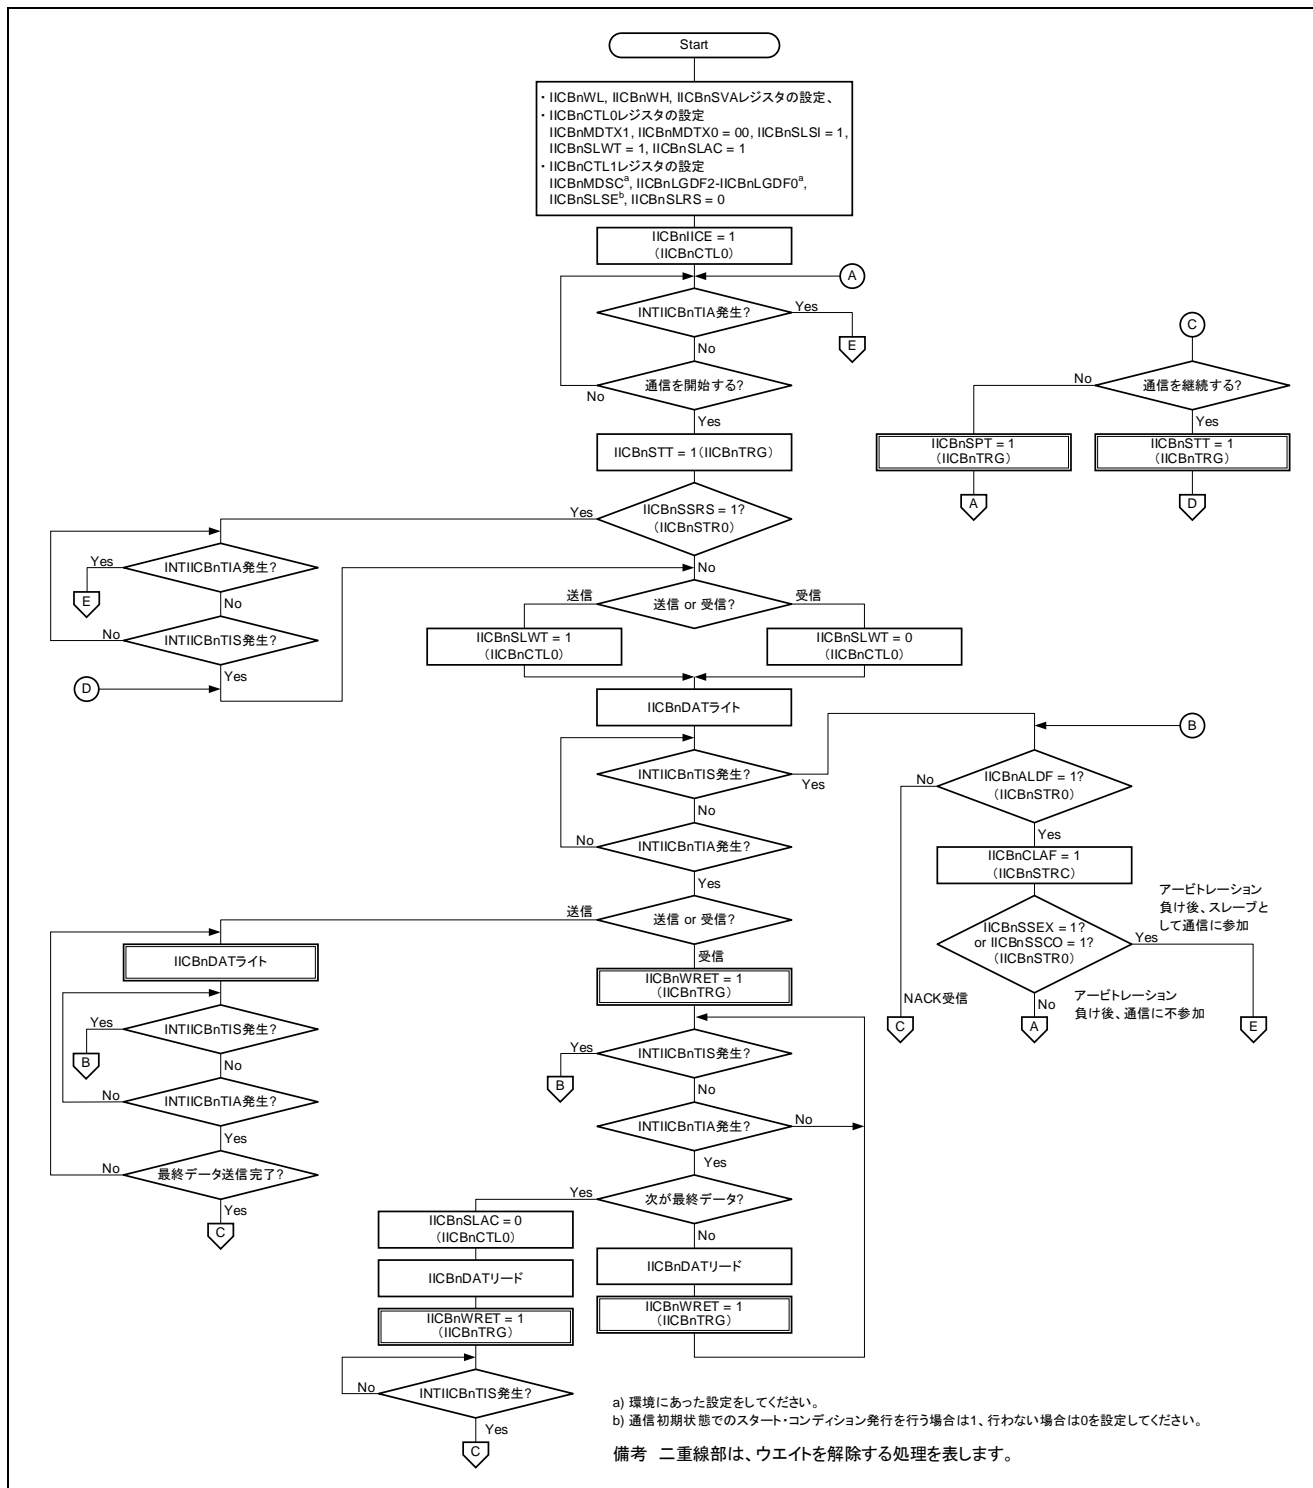 Start
・IICBnWL, IICBnWH, IICBnSVAレジスタの設定、
・IICBnCTL0レジスタの設定
IICBnMDTX1, IICBnMDTX0 = 00, IICBnSLSI = 1,
IICBnSLWT = 1, IICBnSLAC = 1
・IICBnCTL1レジスタの設定
IICBnMDSCa, IICBnLGDF2-IICBnLGDF0a,
IICBnSLSEb, IICBnSLRS = 0
IICBnIICE = 1
(IICBnCTL0)
A
INTIICBnTIA発生?
Yes
E
No
通信を開始する?
No
Yes
IICBnSTT = 1(IICBnTRG)
C
通信を継続する?
No
Yes
IICBnSPT = 1
(IICBnTRG)
A
IICBnSTT = 1
(IICBnTRG)
D
IICBnSSRS = 1?
(IICBnSTR0)
Yes
No
INTIICBnTIA発生?
Yes
E
No
INTIICBnTIS発生?
No
Yes
D
送信 or 受信?
送信
受信
IICBnSLWT = 1
(IICBnCTL0)
IICBnSLWT = 0
(IICBnCTL0)
IICBnDATライト
INTIICBnTIS発生?
Yes
No
INTIICBnTIA発生?
No
Yes
B
IICBnALDF = 1?
(IICBnSTR0)
No
Yes
IICBnCLAF = 1
(IICBnSTRC)
IICBnSSEX = 1?
or IICBnSSCO = 1?
(IICBnSTR0)
アービトレーション
負け後、スレーブと
して通信に参加
Yes
No
アービトレーション
負け後、通信に不参加
NACK受信
C
A
E
送信 or 受信?
送信
受信
IICBnDATライト
INTIICBnTIS発生?
Yes
B
No
INTIICBnTIA発生?
No
Yes
最終データ送信完了?
No
Yes
C
IICBnWRET = 1
(IICBnTRG)
INTIICBnTIS発生?
Yes
B
No
INTIICBnTIA発生?
No
Yes
次が最終データ?
Yes
No
IICBnSLAC = 0
(IICBnCTL0)
IICBnDATリード
IICBnWRET = 1
(IICBnTRG)
INTIICBnTIS発生?
No
Yes
C
IICBnDATリード
IICBnWRET = 1
(IICBnTRG)
a) 環境にあった設定をしてください。
b) 通信初期状態でのスタート・コンディション発行を行う場合は1、行わない場合は0を設定してください。
備考 二重線部は、ウエイトを解除する処理を表します。